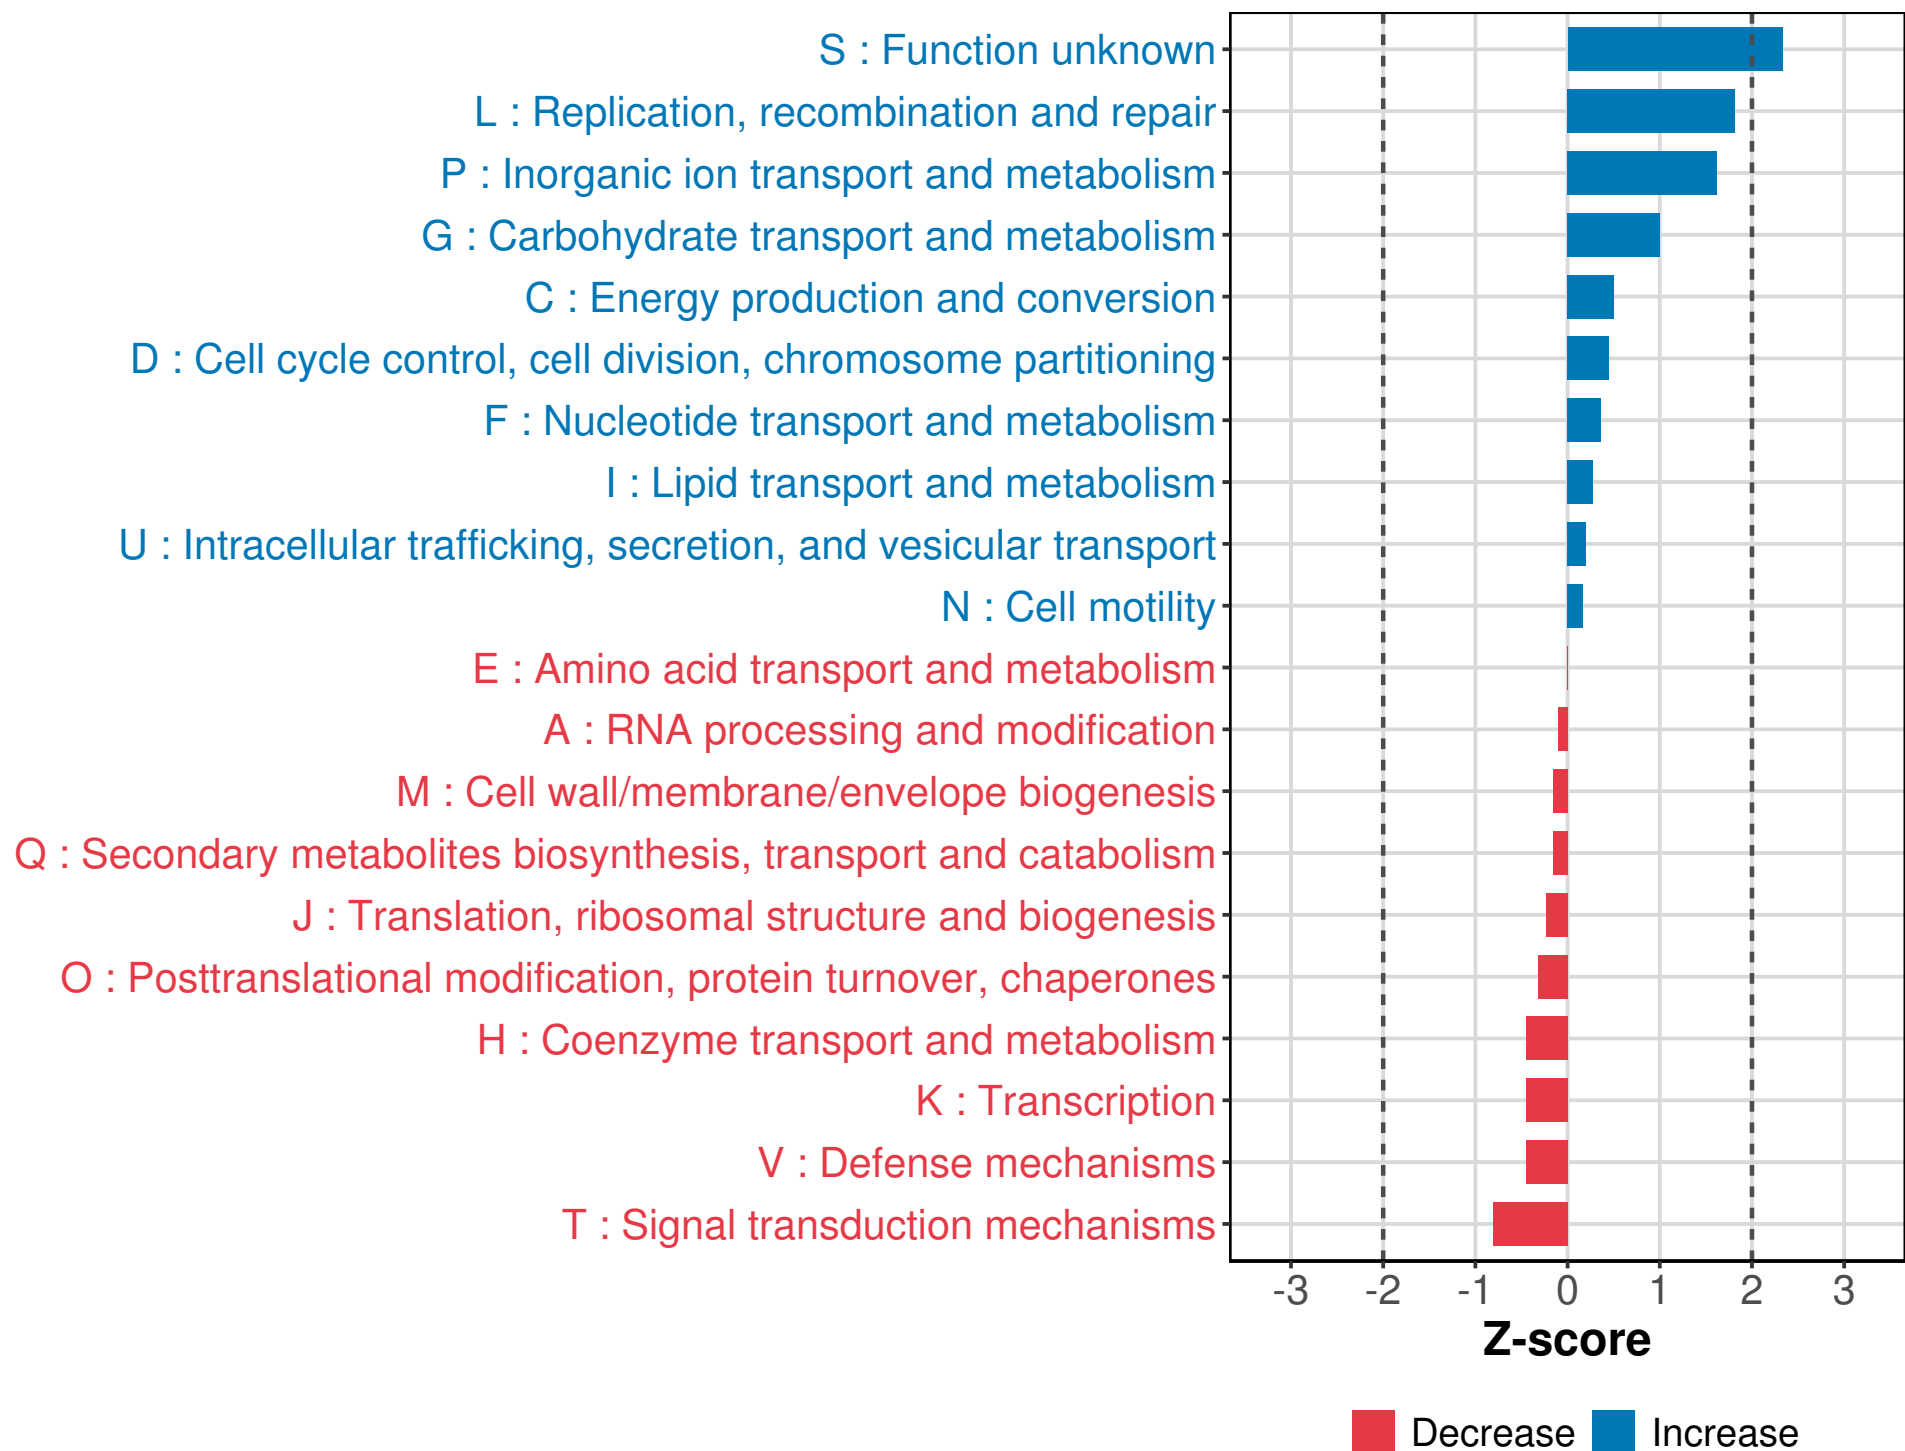 S : Function unknown
L : Replication, recombination and repair
P : Inorganic ion transport and metabolism
G : Carbohydrate transport and metabolism
C : Energy production and conversion
D : Cell cycle control, cell division, chromosome partitioning
F : Nucleotide transport and metabolism
I : Lipid transport and metabolism
U : Intracellular trafficking, secretion, and vesicular transport
N : Cell motility
E : Amino acid transport and metabolism
A : RNA processing and modification
M : Cell wall/membrane/envelope biogenesis
Q : Secondary metabolites biosynthesis, transport and catabolism
J : Translation, ribosomal structure and biogenesis
O : Posttranslational modification, protein turnover, chaperones
H : Coenzyme transport and metabolism
K : Transcription
V : Defense mechanisms
T : Signal transduction mechanisms
-3 -2 -1 0 1 2 3
Z-score
Decrease Increase